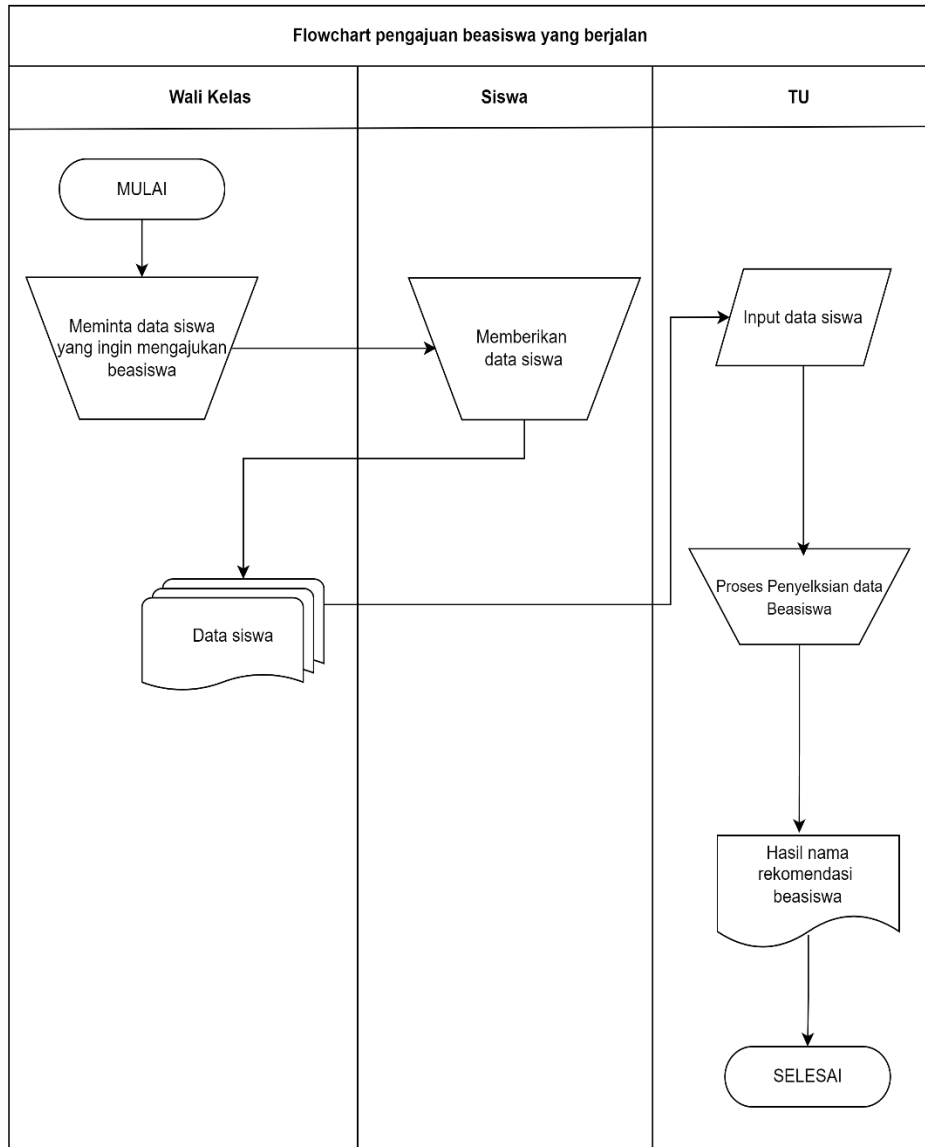 Flowchart pengajuan beasiswa yang berjalan
Wali Kelas
Siswa
TU
MULAI
Meminta data siswa
yang ingin mengajukan
beasiswa
Memberikan
data siswa
Input data siswa
Data siswa
Proses Penyelksian data
Beasiswa
Hasil nama
rekomendasi
beasiswa
SELESAI